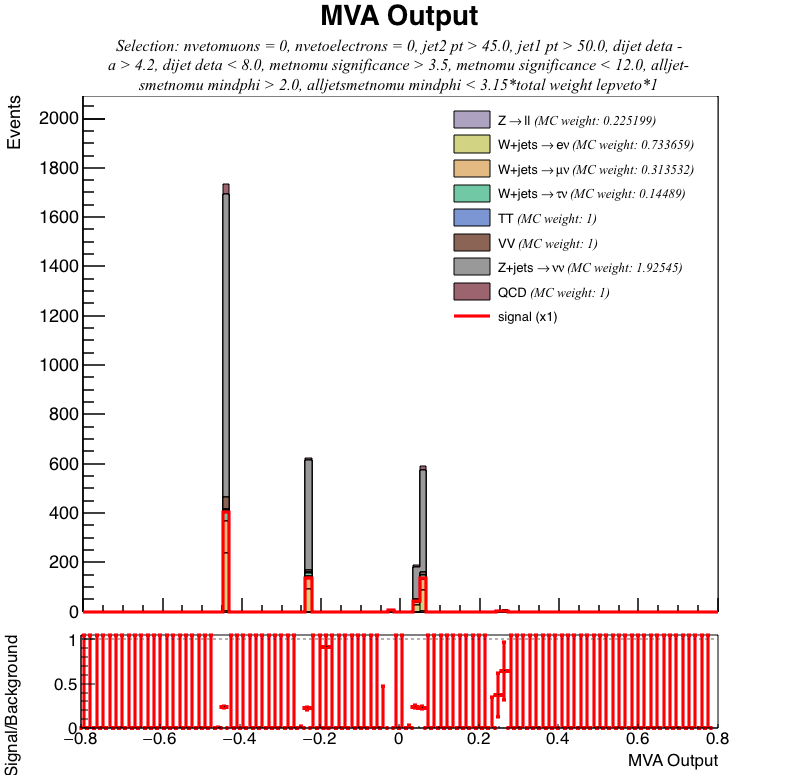 MVA Output
Selection: nvetomuons = 0, nvetoelectrons = 0, jet2 pt > 45.0, jet1 pt > 50.0, dijet deta -
a > 4.2, dijet deta < 8.0, metnomu significance > 3.5, metnomu significance < 12.0, alljet-
smetnomu mindphi > 2.0, alljetsmetnomu mindphi < 3.15*total weight lepveto*1
Events
2000
1800
1600
1400
1200
1000
800
600
400
200
0
Z→ll (MC weight: 0.225199)
W+jets→eν (MC weight: 0.733659)
W+jets→μν (MC weight: 0.313532)
W+jets→τν (MC weight: 0.14489)
TT (MC weight: 1)
VV (MC weight: 1)
Z+jets→νν (MC weight: 1.92545)
QCD (MC weight: 1)
signal (x1)
Signal/Background
1
0.5
0
−0.8 −0.6 −0.4 −0.2 0 0.2 0.4 0.6 0.8
MVA Output